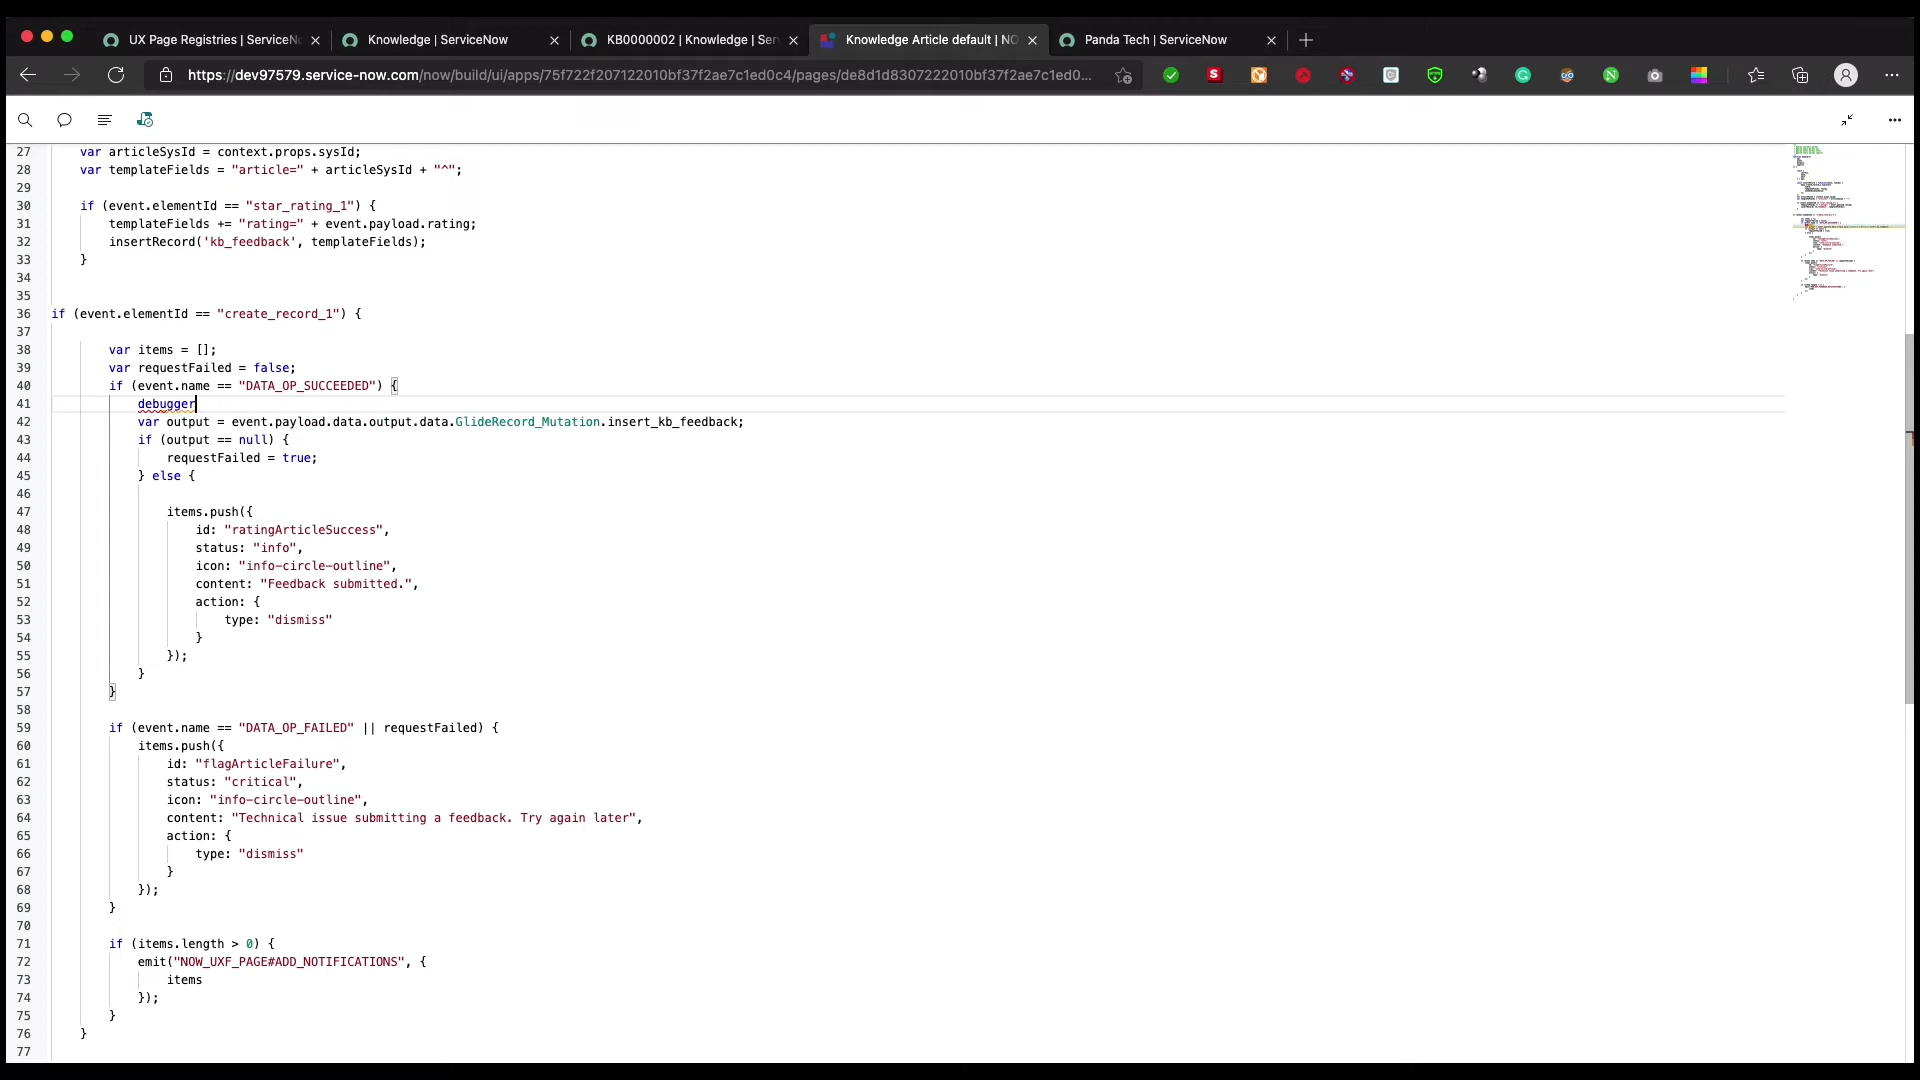 UX Page Registries | ServiceN
Knowledge | ServiceNow
KB0000002 | Knowledge | Ser
Knowledge Article default | NO
Panda Tech | ServiceNow
https://dev97579.service-now.com/now/build/ui/apps/75f722f207122010bf37f2ae7c1ed0c4/pages/de8d1d8307222010bf37f2ae7c1ed0...
27 var articleSysId = context.props.sysId;
28 var templateFields = "article=" + articleSysId + "^";
29
30 if (event.elementId == "star_rating_1") {
31 templateFields += "rating=" + event.payload.rating;
32 insertRecord('kb_feedback', templateFields);
33 }
34
35
36 if (event.elementId == "create_record_1") {
37
38 var items = [];
39 var requestFailed = false;
40 if (event.name == "DATA_OP_SUCCEEDED") {
41 debugger
42 var output = event.payload.data.output.data.GlideRecord_Mutation.insert_kb_feedback;
43 if (output == null) {
44 requestFailed = true;
45 } else {
46
47 items.push({
48 id: "ratingArticleSuccess",
49 status: "info",
50 icon: "info-circle-outline",
51 content: "Feedback submitted.",
52 action: {
53 type: "dismiss"
54 }
55 });
56 }
57 }
58
59 if (event.name == "DATA_OP_FAILED" || requestFailed) {
60 items.push({
61 id: "flagArticleFailure",
62 status: "critical",
63 icon: "info-circle-outline",
64 content: "Technical issue submitting a feedback. Try again later",
65 action: {
66 type: "dismiss"
67 }
68 });
69 }
70
71 if (items.length > 0) {
72 emit("NOW_UXF_PAGE#ADD_NOTIFICATIONS", {
73 items
74 });
75 }
76 }
77